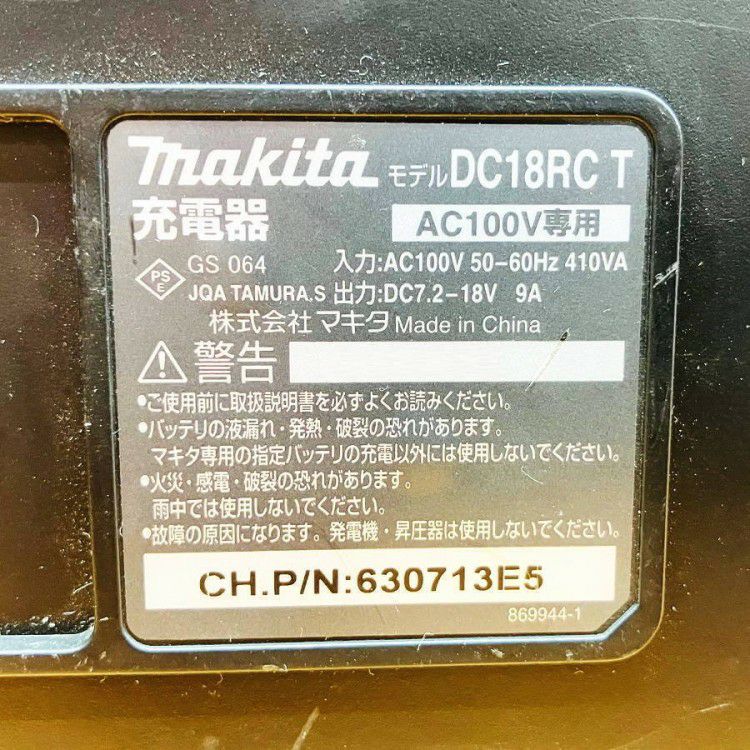 makita モデル DC18RC T
充電器 AC100V専用
PS E GS 064 入力:AC100V 50-60Hz 410VA
JQA TAMURA.S 出力:DC7.2-18V 9A
株式会社 マキタ Made in China
警告
•ご使用前に取扱説明書を必ずよくお読みください。
•バッテリの液漏れ・発熱・破裂の恐れがあります。
マキタ専用の指定バッテリの充電以外には使用しないでください。
•火災・感電・破裂の恐れがあります。
雨中では使用しないでください。
•故障の原因になります。発電機・昇圧器は使用しないでください。
CH.P/N:630713E5
869944-1